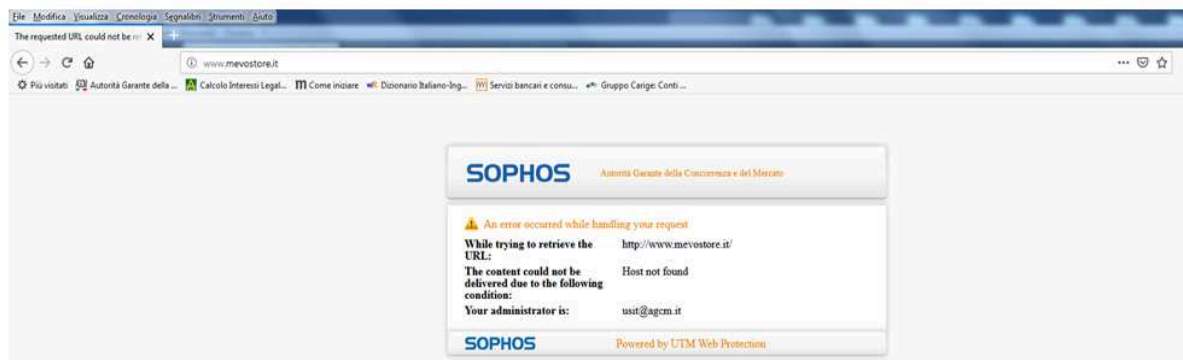 File Modifica Visualizza Cronologia Segnalibri Strumenti Aiuto
The requested URL could not be re
www.mevostore.it
Più visitati Autorità Garante della ... Calcolo Interessi Legal... Come iniziare Dizionario Italiano-Ing... Servizi bancari e consu... Gruppo Carige: Conti ...
SOPHOS Autorità Garante della Concorrenza e del Mercato
An error occurred while handling your request
While trying to retrieve the http://www.mevostore.it/
URL:
The content could not be Host not found
delivered due to the following
condition:
Your administrator is: usit@agcm.it
SOPHOS Powered by UTM Web Protection